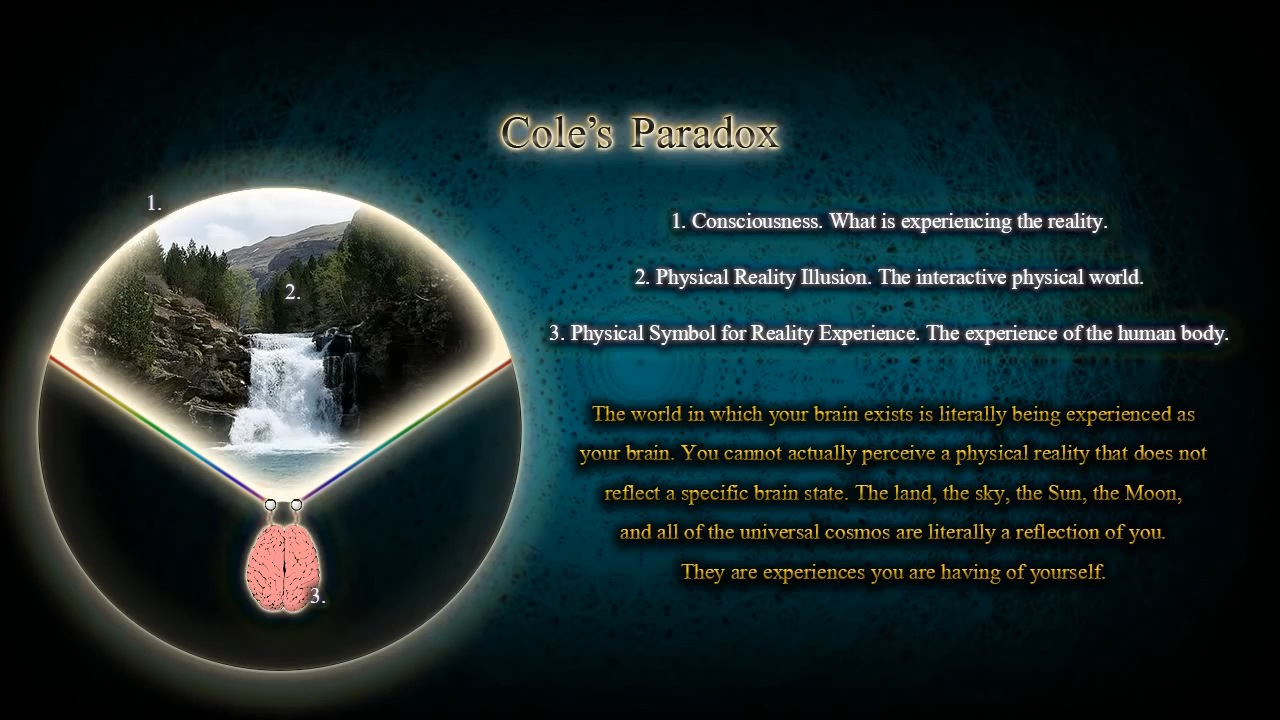 Cole's Paradox
1.
1. Consciousness. What is experiencing the reality.
2. Physical Reality Illusion. The interactive physical world.
2.
3. Physical Symbol for Reality Experience. The experience of the human body.
The world in which your brain exists is literally being experienced as
your brain. You cannot actually perceive a physical reality that does not
reflect a specific brain state. The land, the sky, the Sun, the Moon,
and all of the universal cosmos are literally a reflection of you.
They are experiences you are having of yourself.
3.